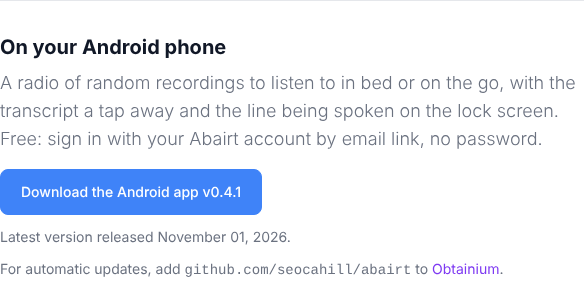 On your Android phone
A radio of random recordings to listen to in bed or on the go, with the
transcript a tap away and the line being spoken on the lock screen.
Free: sign in with your Abairt account by email link, no password.
Download the Android app v0.4.1
Latest version released November 01, 2026.
For automatic updates, add github.com/seocahill/abairt to Obtainium.